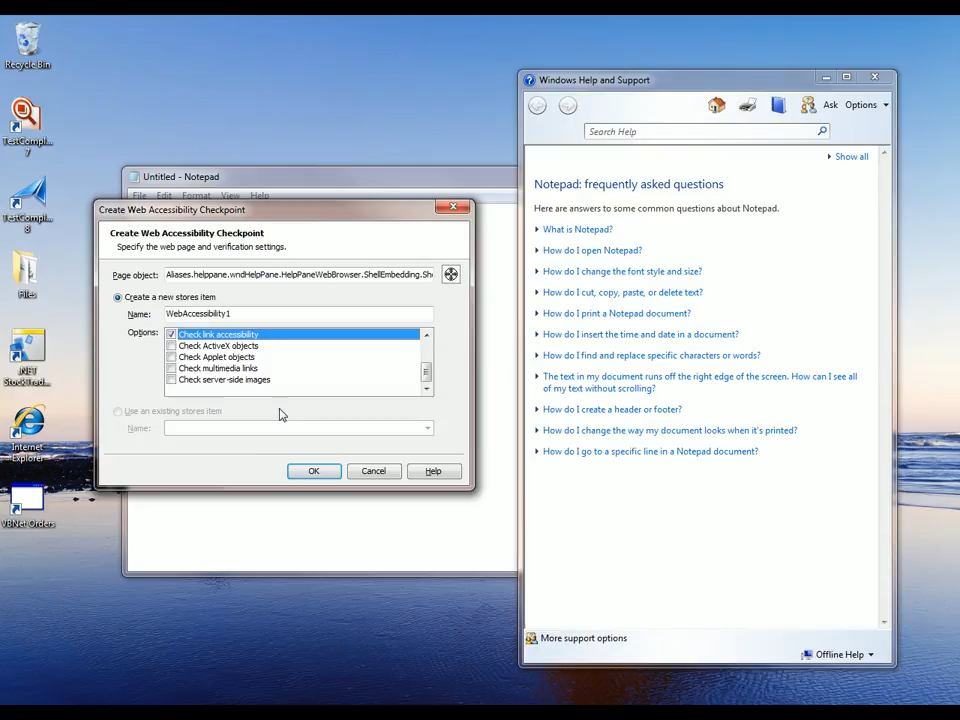 Recycle Bin
TestCompl...
7
TestCompl...
8
Files
.NET
StockTrad...
Internet
Explorer
VBNet Orders
Untitled - Notepad
File Edit Format View Help
Create Web Accessibility Checkpoint
Create Web Accessibility Checkpoint
Specify the web page and verification settings.
Page object: Aliases.helppane.wndHelpPane.HelpPaneWebBrowser.ShellEmbedding.She
Create a new stores item
Name: WebAccessibility1
Options: Check link accessibility
Check ActiveX objects
Check Applet objects
Check multimedia links
Check server-side images
Use an existing stores item
Name:
OK Cancel Help
Windows Help and Support
Ask Options
Search Help
Show all
Notepad: frequently asked questions
Here are answers to some common questions about Notepad.
What is Notepad?
How do I open Notepad?
How do I change the font style and size?
How do I cut, copy, paste, or delete text?
How do I print a Notepad document?
How do I insert the time and date in a document?
How do I find and replace specific characters or words?
The text in my document runs off the right edge of the screen. How can I see all
of my text without scrolling?
How do I create a header or footer?
How do I change the way my document looks when it's printed?
How do I go to a specific line in a Notepad document?
More support options
Offline Help